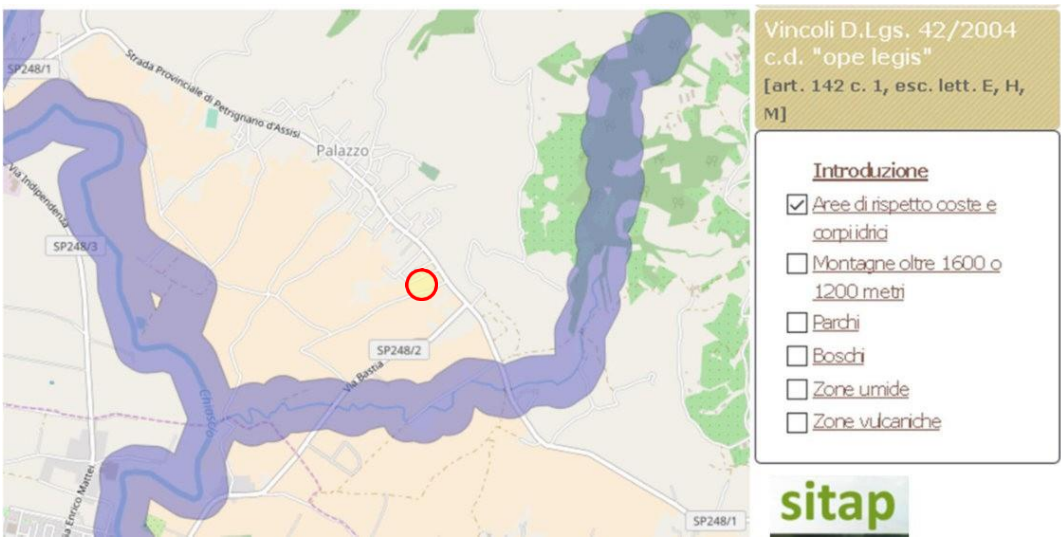 SP248/1
Strada Provinciale di Petrignano d'Assisi
Palazzo
Via Indipendenza
SP248/3
SP248/2
Via Bastia
Chiascio
Via Enrico Mattei
SP248/1
Vincoli D.Lgs. 42/2004
c.d. "ope legis"
[art. 142 c. 1, esc. lett. E, H,
M]
Introduzione
Aree di rispetto coste e
corpi idrici
Montagne oltre 1600 o
1200 metri
Parchi
Boschi
Zone umide
Zone vulcaniche
sitap